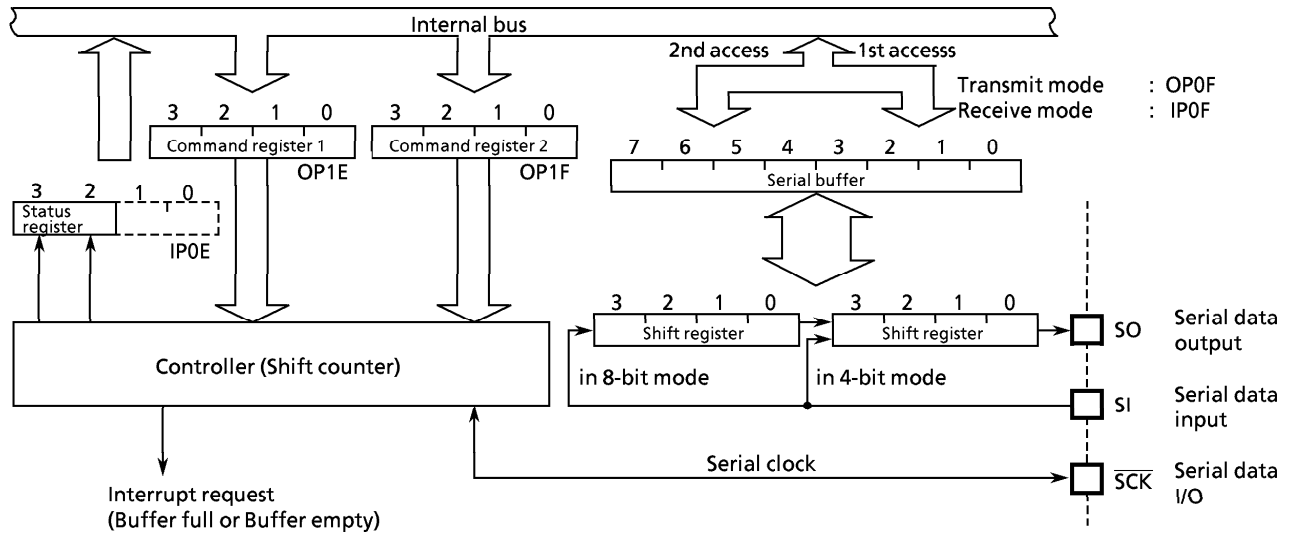 Internal bus
2nd access
1st accesss
Transmit mode : OP0F
Receive mode : IP0F
3 2 1 0
Command register 1
OP1E
3 2 1 0
Command register 2
OP1F
7 6 5 4 3 2 1 0
Serial buffer
3 2 1 0
Status
register
IP0E
3 2 1 0
Shift register
3 2 1 0
Shift register
SO
Serial data
output
Controller (Shift counter)
in 8-bit mode
in 4-bit mode
SI
Serial data
input
Serial clock
SCK
Serial data
I/O
Interrupt request
(Buffer full or Buffer empty)